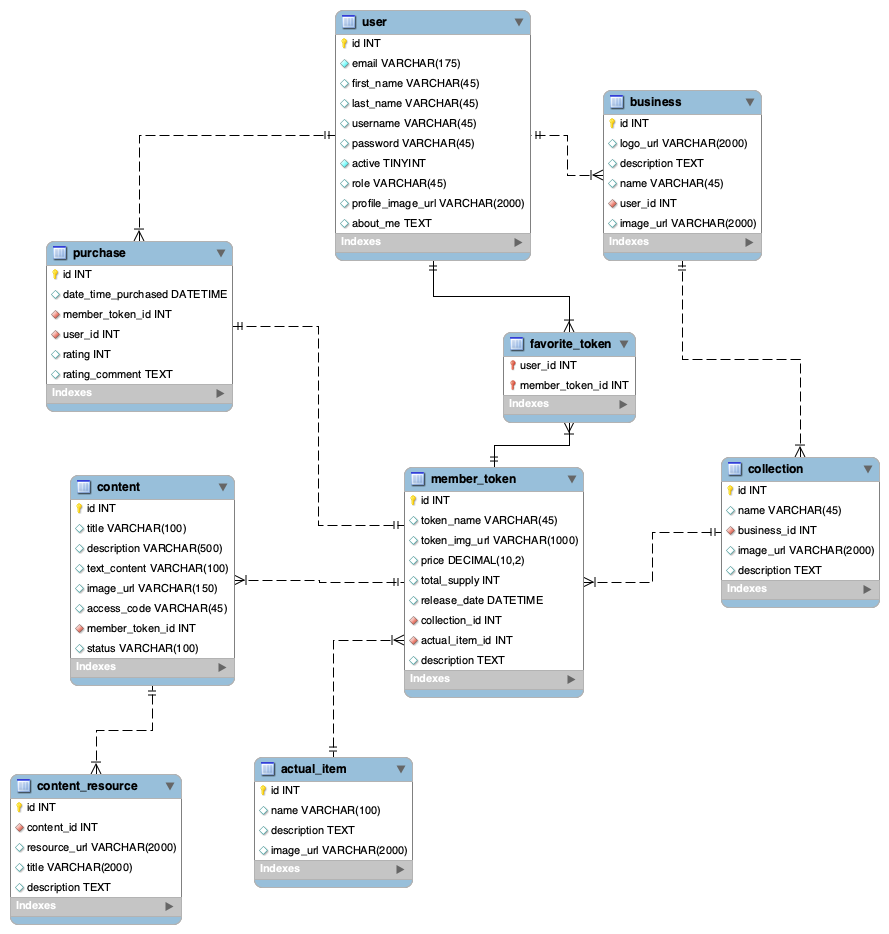 user
id INT
email VARCHAR(175)
first_name VARCHAR(45)
last_name VARCHAR(45)
username VARCHAR(45)
password VARCHAR(45)
active TINYINT
role VARCHAR(45)
profile_image_url VARCHAR(2000)
about_me TEXT
Indexes
business
id INT
logo_url VARCHAR(2000)
description TEXT
name VARCHAR(45)
user_id INT
image_url VARCHAR(2000)
Indexes
purchase
id INT
date_time_purchased DATETIME
member_token_id INT
user_id INT
rating INT
rating_comment TEXT
Indexes
favorite_token
user_id INT
member_token_id INT
Indexes
content
id INT
title VARCHAR(100)
description VARCHAR(500)
text_content VARCHAR(100)
image_url VARCHAR(150)
access_code VARCHAR(45)
member_token_id INT
status VARCHAR(100)
Indexes
member_token
id INT
token_name VARCHAR(45)
token_img_url VARCHAR(1000)
price DECIMAL(10,2)
total_supply INT
release_date DATETIME
collection_id INT
actual_item_id INT
description TEXT
Indexes
collection
id INT
name VARCHAR(45)
business_id INT
image_url VARCHAR(2000)
description TEXT
Indexes
content_resource
id INT
content_id INT
resource_url VARCHAR(2000)
title VARCHAR(2000)
description TEXT
Indexes
actual_item
id INT
name VARCHAR(100)
description TEXT
image_url VARCHAR(2000)
Indexes